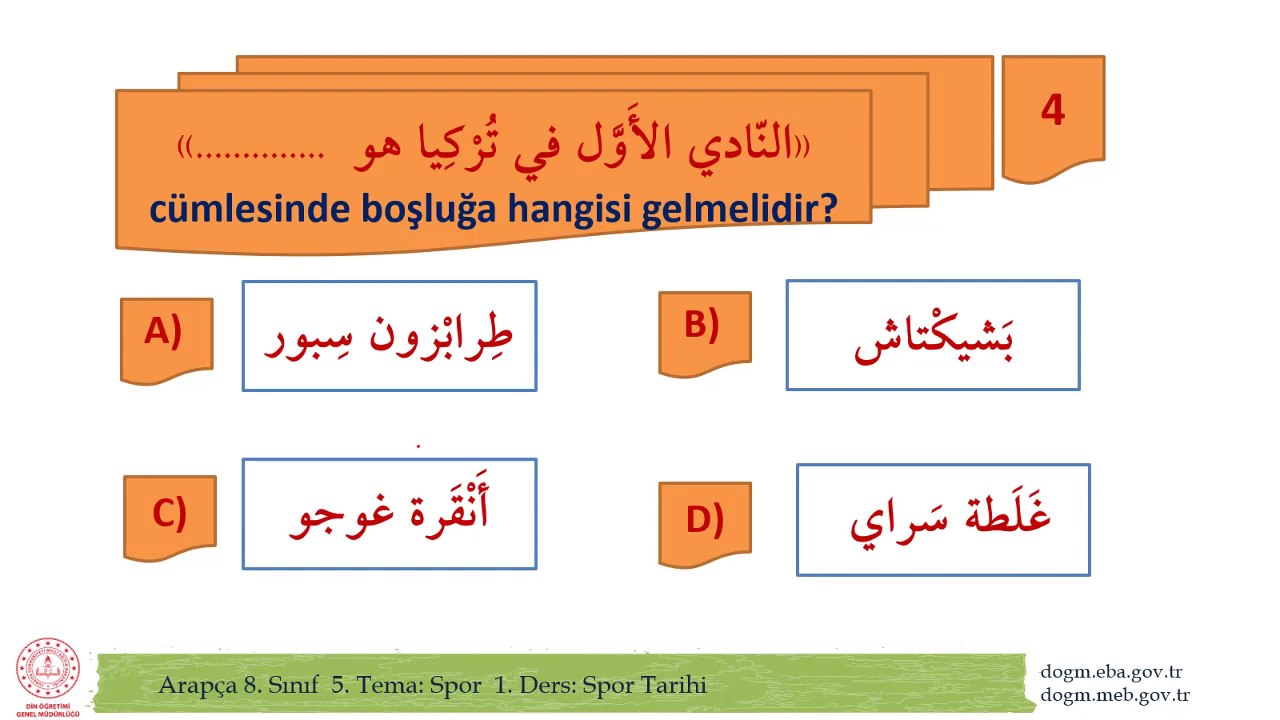 4
((النّادي الأَوَّل في تُرْكِيا هو ..............))
cümlesinde boşluğa hangisi gelmelidir?
A) طِرابْزون سِبور
B) بَشيكْتاش
C) أَنْقَرة غوجو
D) غَلَطة سَراي
DİN ÖĞRETİMİ
GENEL MÜDÜRLÜĞÜ
Arapça 8. Sınıf 5. Tema: Spor 1. Ders: Spor Tarihi
dogm.eba.gov.tr
dogm.meb.gov.tr